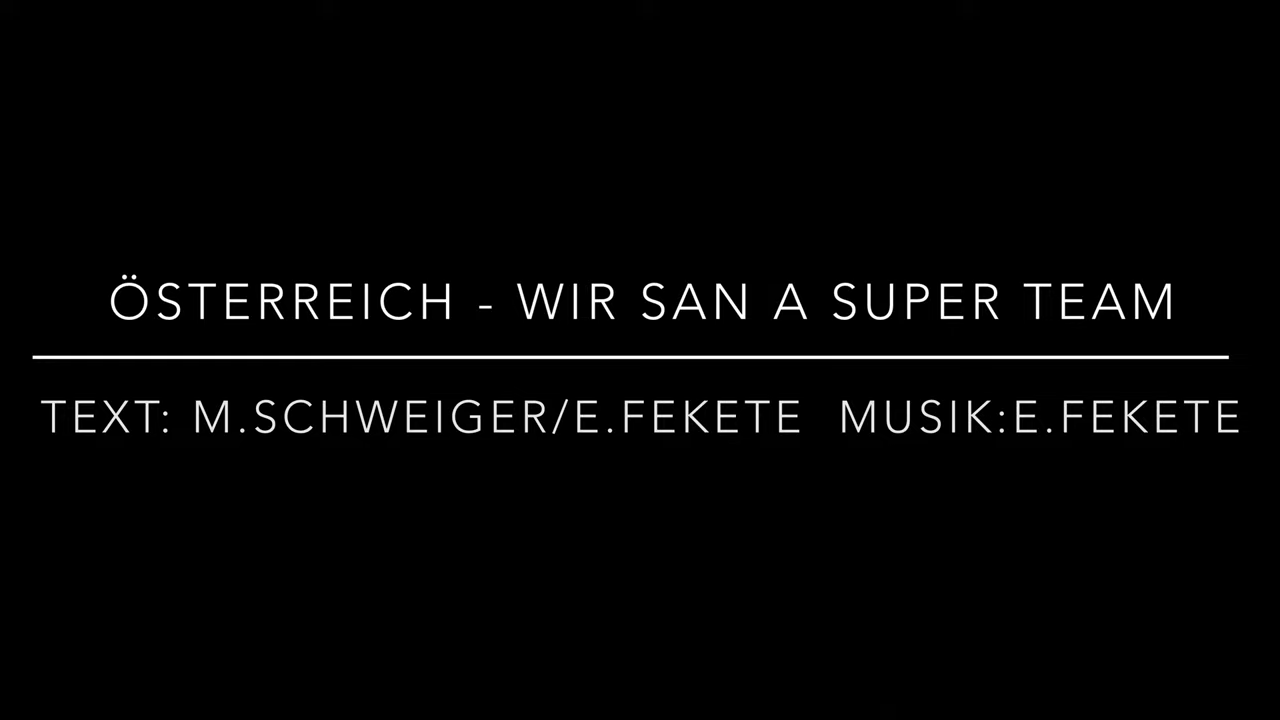 ÖSTERREICH - WIR SAN A SUPER TEAM
TEXT: M.SCHWEIGER/E.FEKETE MUSIK:E.FEKETE